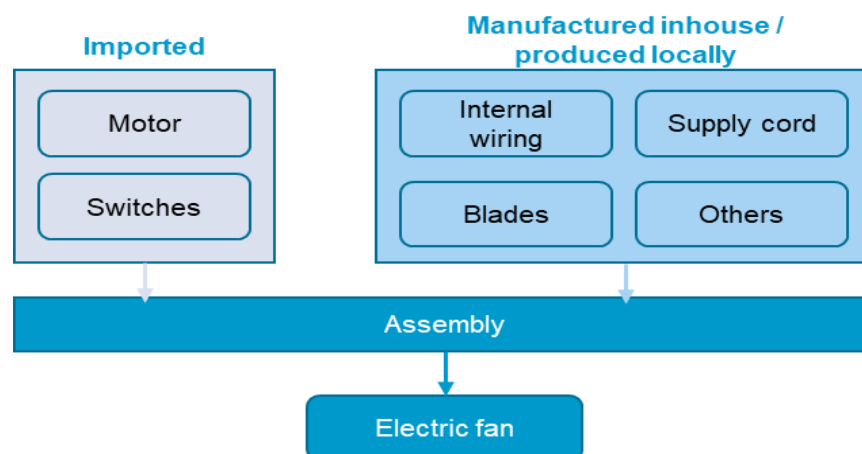 Imported
Manufactured inhouse /
produced locally
Motor
Switches
Internal
wiring
Supply cord
Blades
Others
Assembly
Electric fan